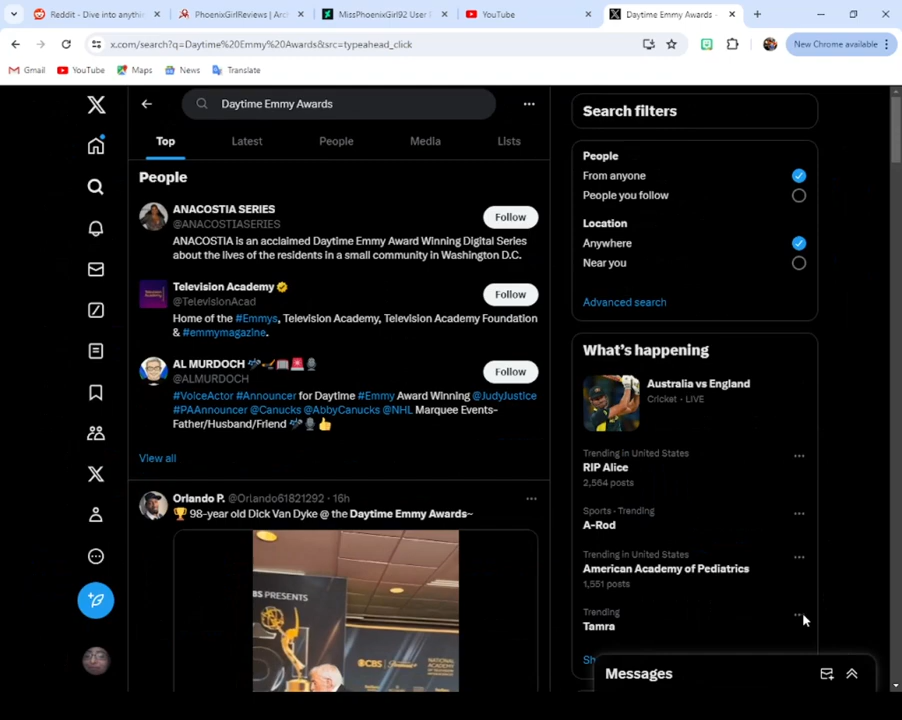 Reddit - Dive into anythin
PhoenixGirlReviews | Arch
MissPhoenixGirl92 User P
YouTube
Daytime Emmy Awards -
x.com/search?q=Daytime%20Emmy%20Awards&src=typeahead_click
New Chrome available
Gmail
YouTube
Maps
News
Translate
Daytime Emmy Awards
Top
Latest
People
Media
Lists
People
ANACOSTIA SERIES
@ANACOSTIASERIES
Follow
ANACOSTIA is an acclaimed Daytime Emmy Award Winning Digital Series
about the lives of the residents in a small community in Washington D.C.
Television Academy
@TelevisionAcad
Follow
Home of the #Emmys, Television Academy, Television Academy Foundation
& #emmymagazine.
AL MURDOCH
@ALMURDOCH
Follow
#VoiceActor #Announcer for Daytime #Emmy Award Winning @JudyJustice
#PAAnnouncer @Canucks @AbbyCanucks @NHL Marquee Events-
Father/Husband/Friend
View all
Orlando P. @Orlando61821292 · 16h
🏆 98-year old Dick Van Dyke @ the Daytime Emmy Awards~
BS PRESENTS
CBS
Paramount
NATIONAL
ACADEMY
Search filters
People
From anyone
People you follow
Location
Anywhere
Near you
Advanced search
What's happening
Australia vs England
Cricket · LIVE
Trending in United States
RIP Alice
2,564 posts
Sports · Trending
A-Rod
Trending in United States
American Academy of Pediatrics
1,551 posts
Trending
Tamra
Sh
Messages